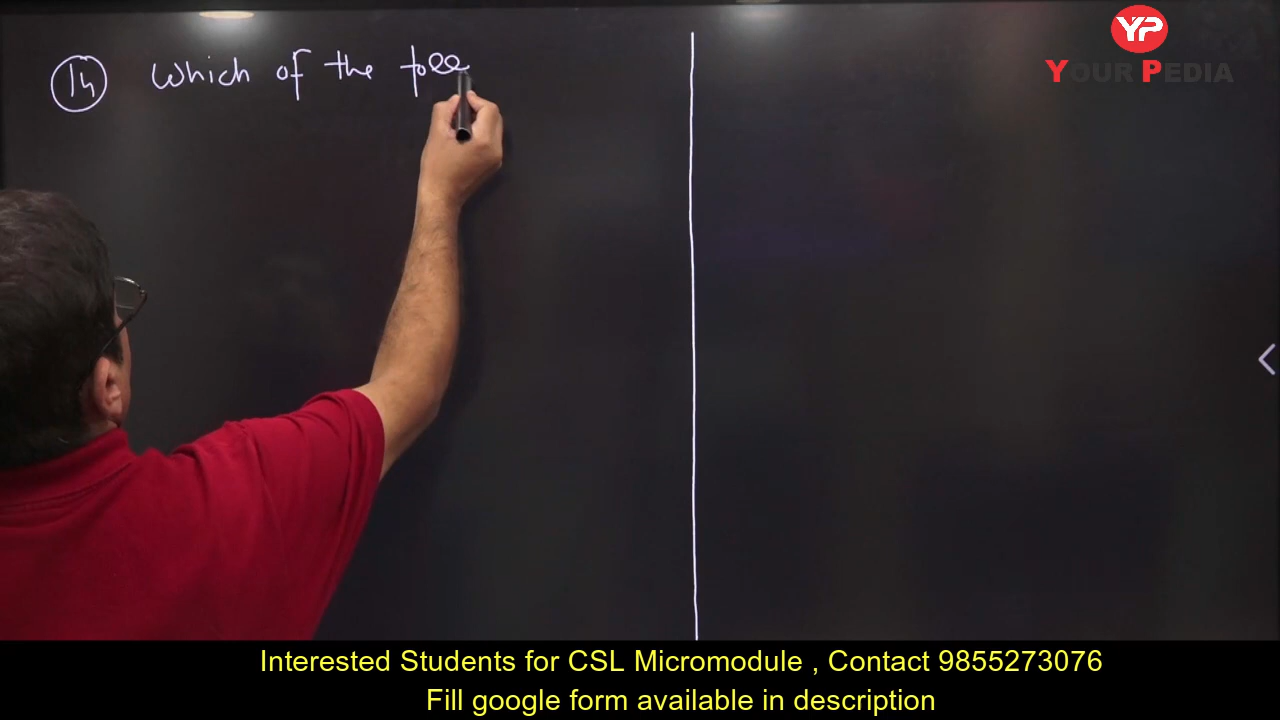 14 Which of the foll
YP
YOUR PEDIA
Interested Students for CSL Micromodule , Contact 9855273076
Fill google form available in description